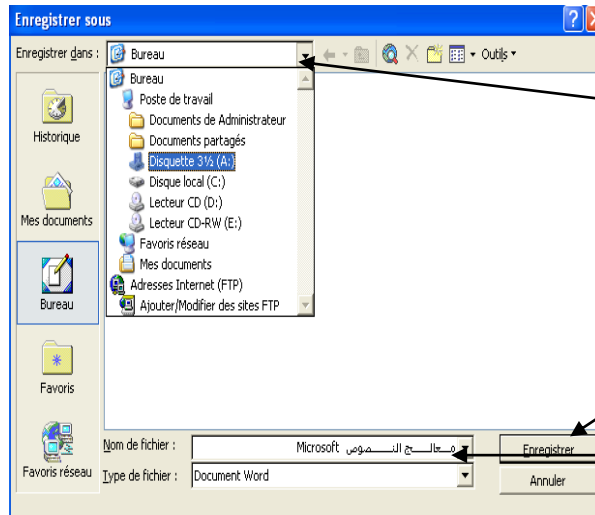 Enregistrer sous
Enregistrer dans :
Bureau
Outils
Bureau
Poste de travail
Documents de Administrateur
Documents partagés
Disquette 3½ (A:)
Disque local (C:)
Lecteur CD (D:)
Lecteur CD-RW (E:)
Favoris réseau
Mes documents
Adresses Internet (FTP)
Ajouter/Modifier des sites FTP
Historique
Mes documents
Bureau
Favoris
Favoris réseau
Nom de fichier :
معالج النصوص Microsoft
Enregistrer
Type de fichier :
Document Word
Annuler